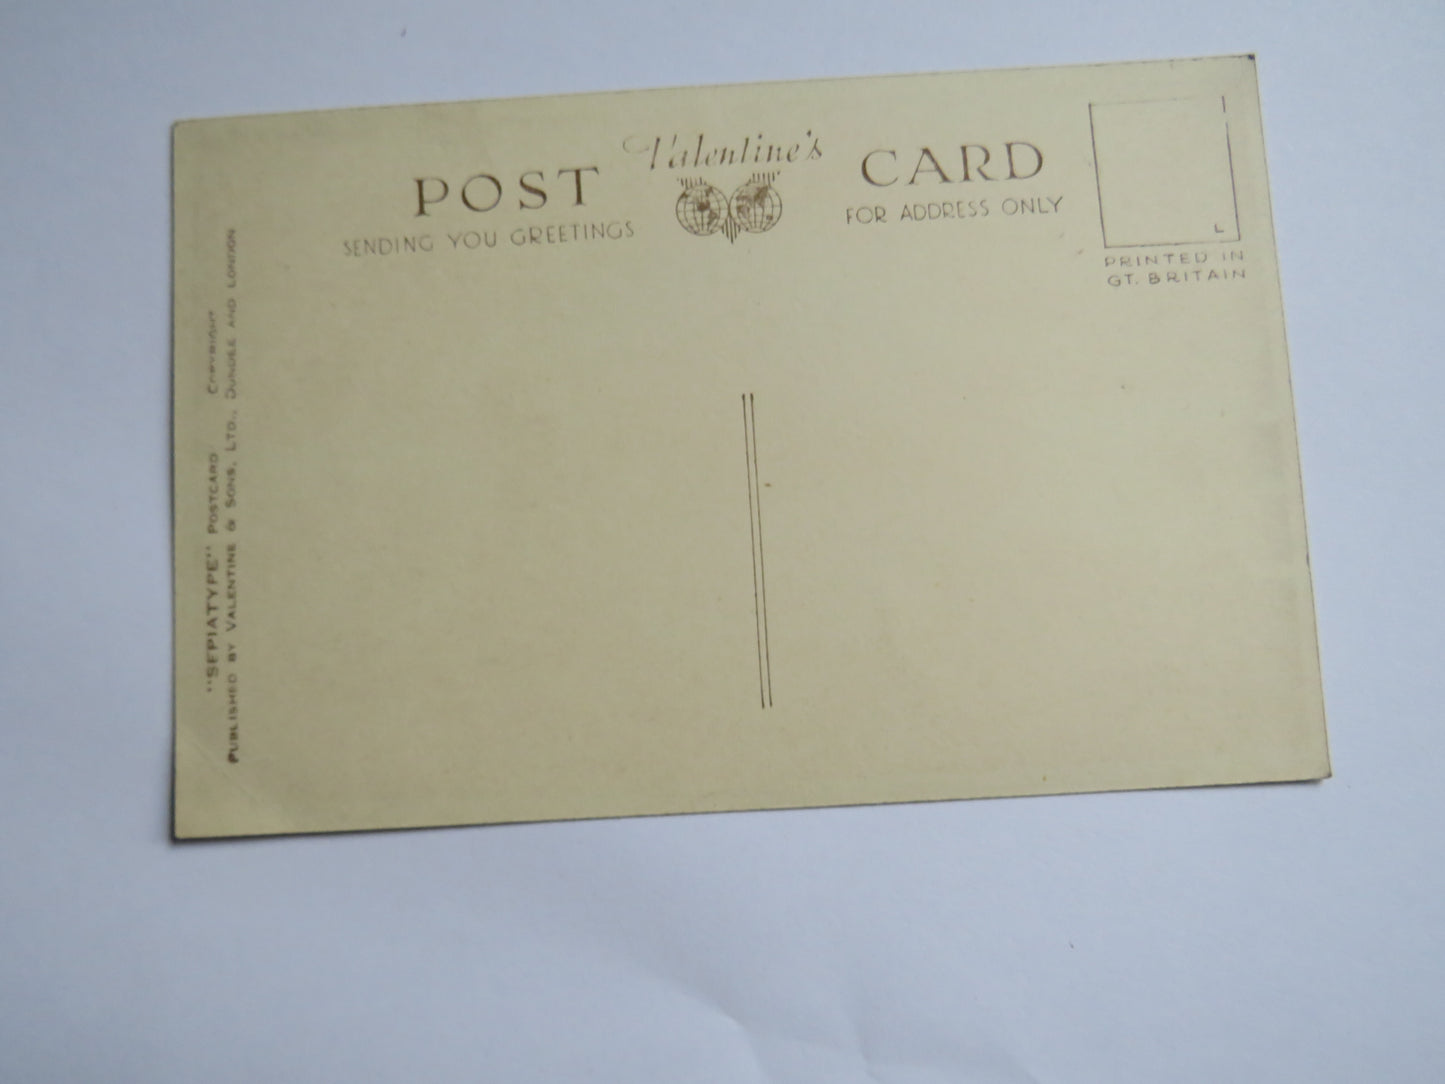 Valentine's
POST CARD
SENDING YOU GREETINGS
FOR ADDRESS ONLY
PRINTED IN
GT. BRITAIN
"SEPIATYPE" POSTCARD COPYRIGHT
PUBLISHED BY VALENTINE & SONS, LTD., DUNDEE AND LONDON